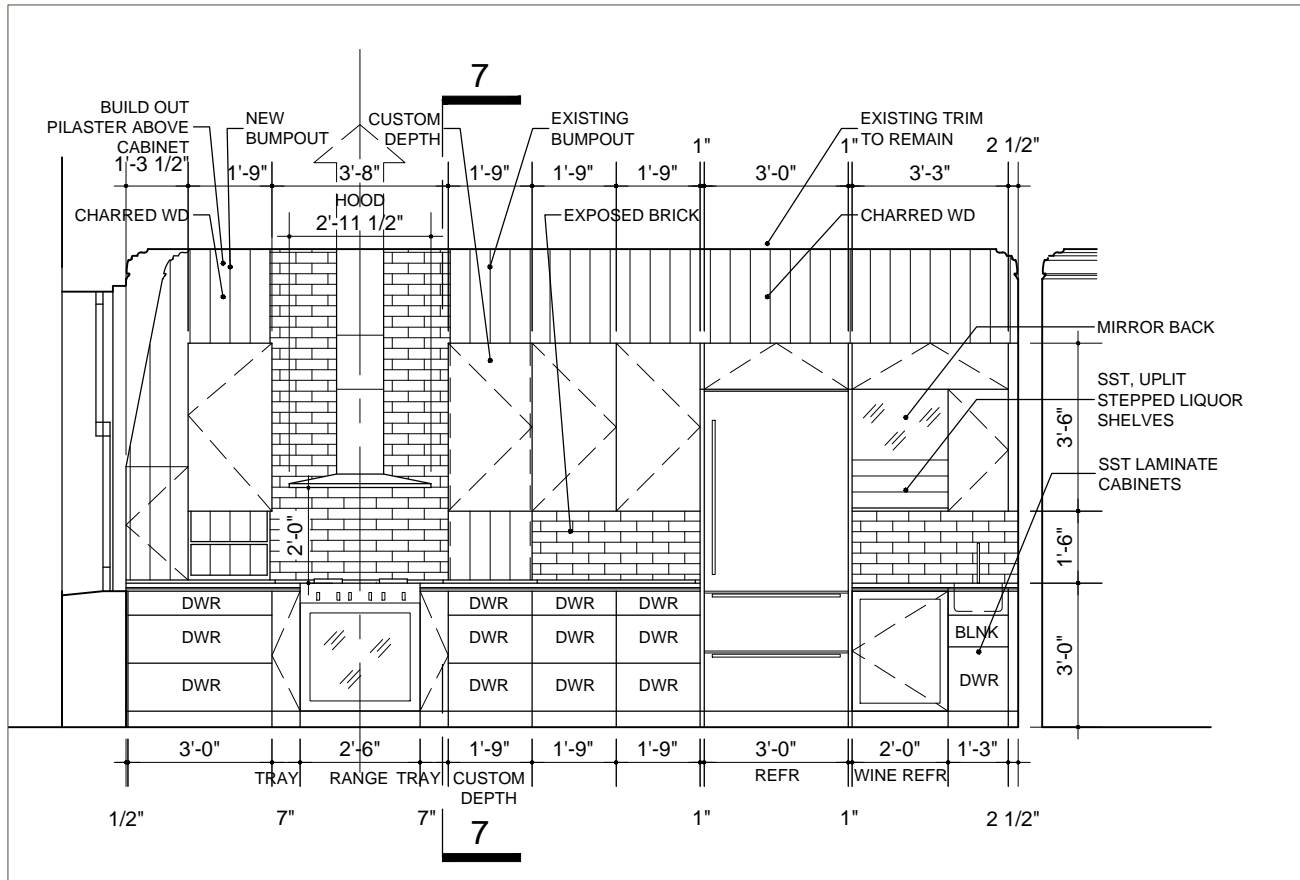 7
BUILD OUT
PILASTER ABOVE
CABINET
NEW
BUMPOUT
CUSTOM
DEPTH
EXISTING
BUMPOUT
EXISTING TRIM
TO REMAIN
1'-3 1/2"
1'-9"
3'-8"
1'-9"
1'-9"
1'-9"
1"
3'-0"
1"
3'-3"
2 1/2"
HOOD
2'-11 1/2"
CHARRED WD
EXPOSED BRICK
CHARRED WD
MIRROR BACK
SST, UPLIT
STEPPED LIQUOR
SHELVES
SST LAMINATE
CABINETS
3'-6"
1'-6"
3'-0"
2'-0"
DWR
DWR
DWR
DWR
DWR
DWR
DWR
DWR
DWR
DWR
DWR
DWR
BLNK
DWR
3'-0"
2'-6"
1'-9"
1'-9"
1'-9"
3'-0"
2'-0"
1'-3"
TRAY
RANGE
TRAY
CUSTOM
DEPTH
REFR
WINE REFR
1/2"
7"
7"
1"
1"
2 1/2"
7